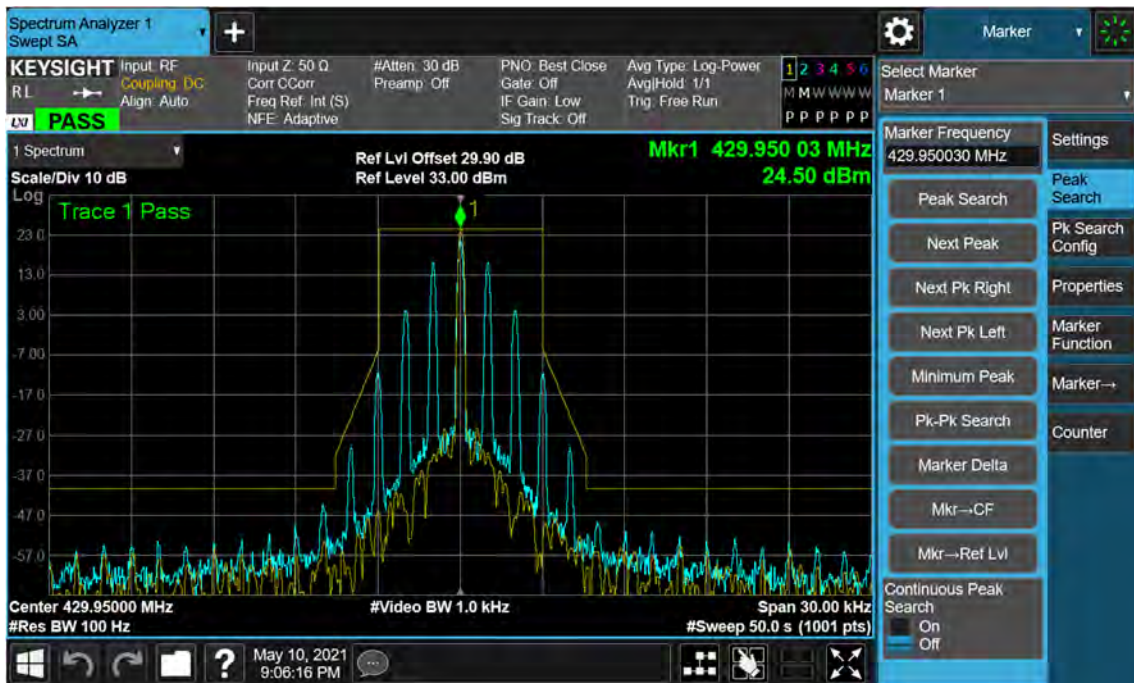 Spectrum Analyzer 1
Swept SA
+
Marker
KEYSIGHT
RL
LXI
PASS
Input: RF
Coupling: DC
Align: Auto
Input Z: 50 Ω
Corr CCorr
Freq Ref: Int (S)
NFE: Adaptive
#Atten: 30 dB
Preamp: Off
PNO: Best Close
Gate: Off
IF Gain: Low
Sig Track: Off
Avg Type: Log-Power
Avg|Hold: 1/1
Trig: Free Run
1 2 3 4 5 6
M M W W W W
P P P P P P
Select Marker
Marker 1
1 Spectrum
Scale/Div 10 dB
Ref Lvl Offset 29.90 dB
Ref Level 33.00 dBm
Mkr1 429.950 03 MHz
24.50 dBm
Log
Trace 1 Pass
1
23.0
13.0
3.00
-7.00
-17.0
-27.0
-37.0
-47.0
-57.0
Center 429.95000 MHz
#Res BW 100 Hz
#Video BW 1.0 kHz
Span 30.00 kHz
#Sweep 50.0 s (1001 pts)
Marker Frequency
429.950030 MHz
Peak Search
Next Peak
Next Pk Right
Next Pk Left
Minimum Peak
Pk-Pk Search
Marker Delta
Mkr→CF
Mkr→Ref Lvl
Continuous Peak
Search
On
Off
Settings
Peak
Search
Pk Search
Config
Properties
Marker
Function
Marker→
Counter
?
May 10, 2021
9:06:16 PM